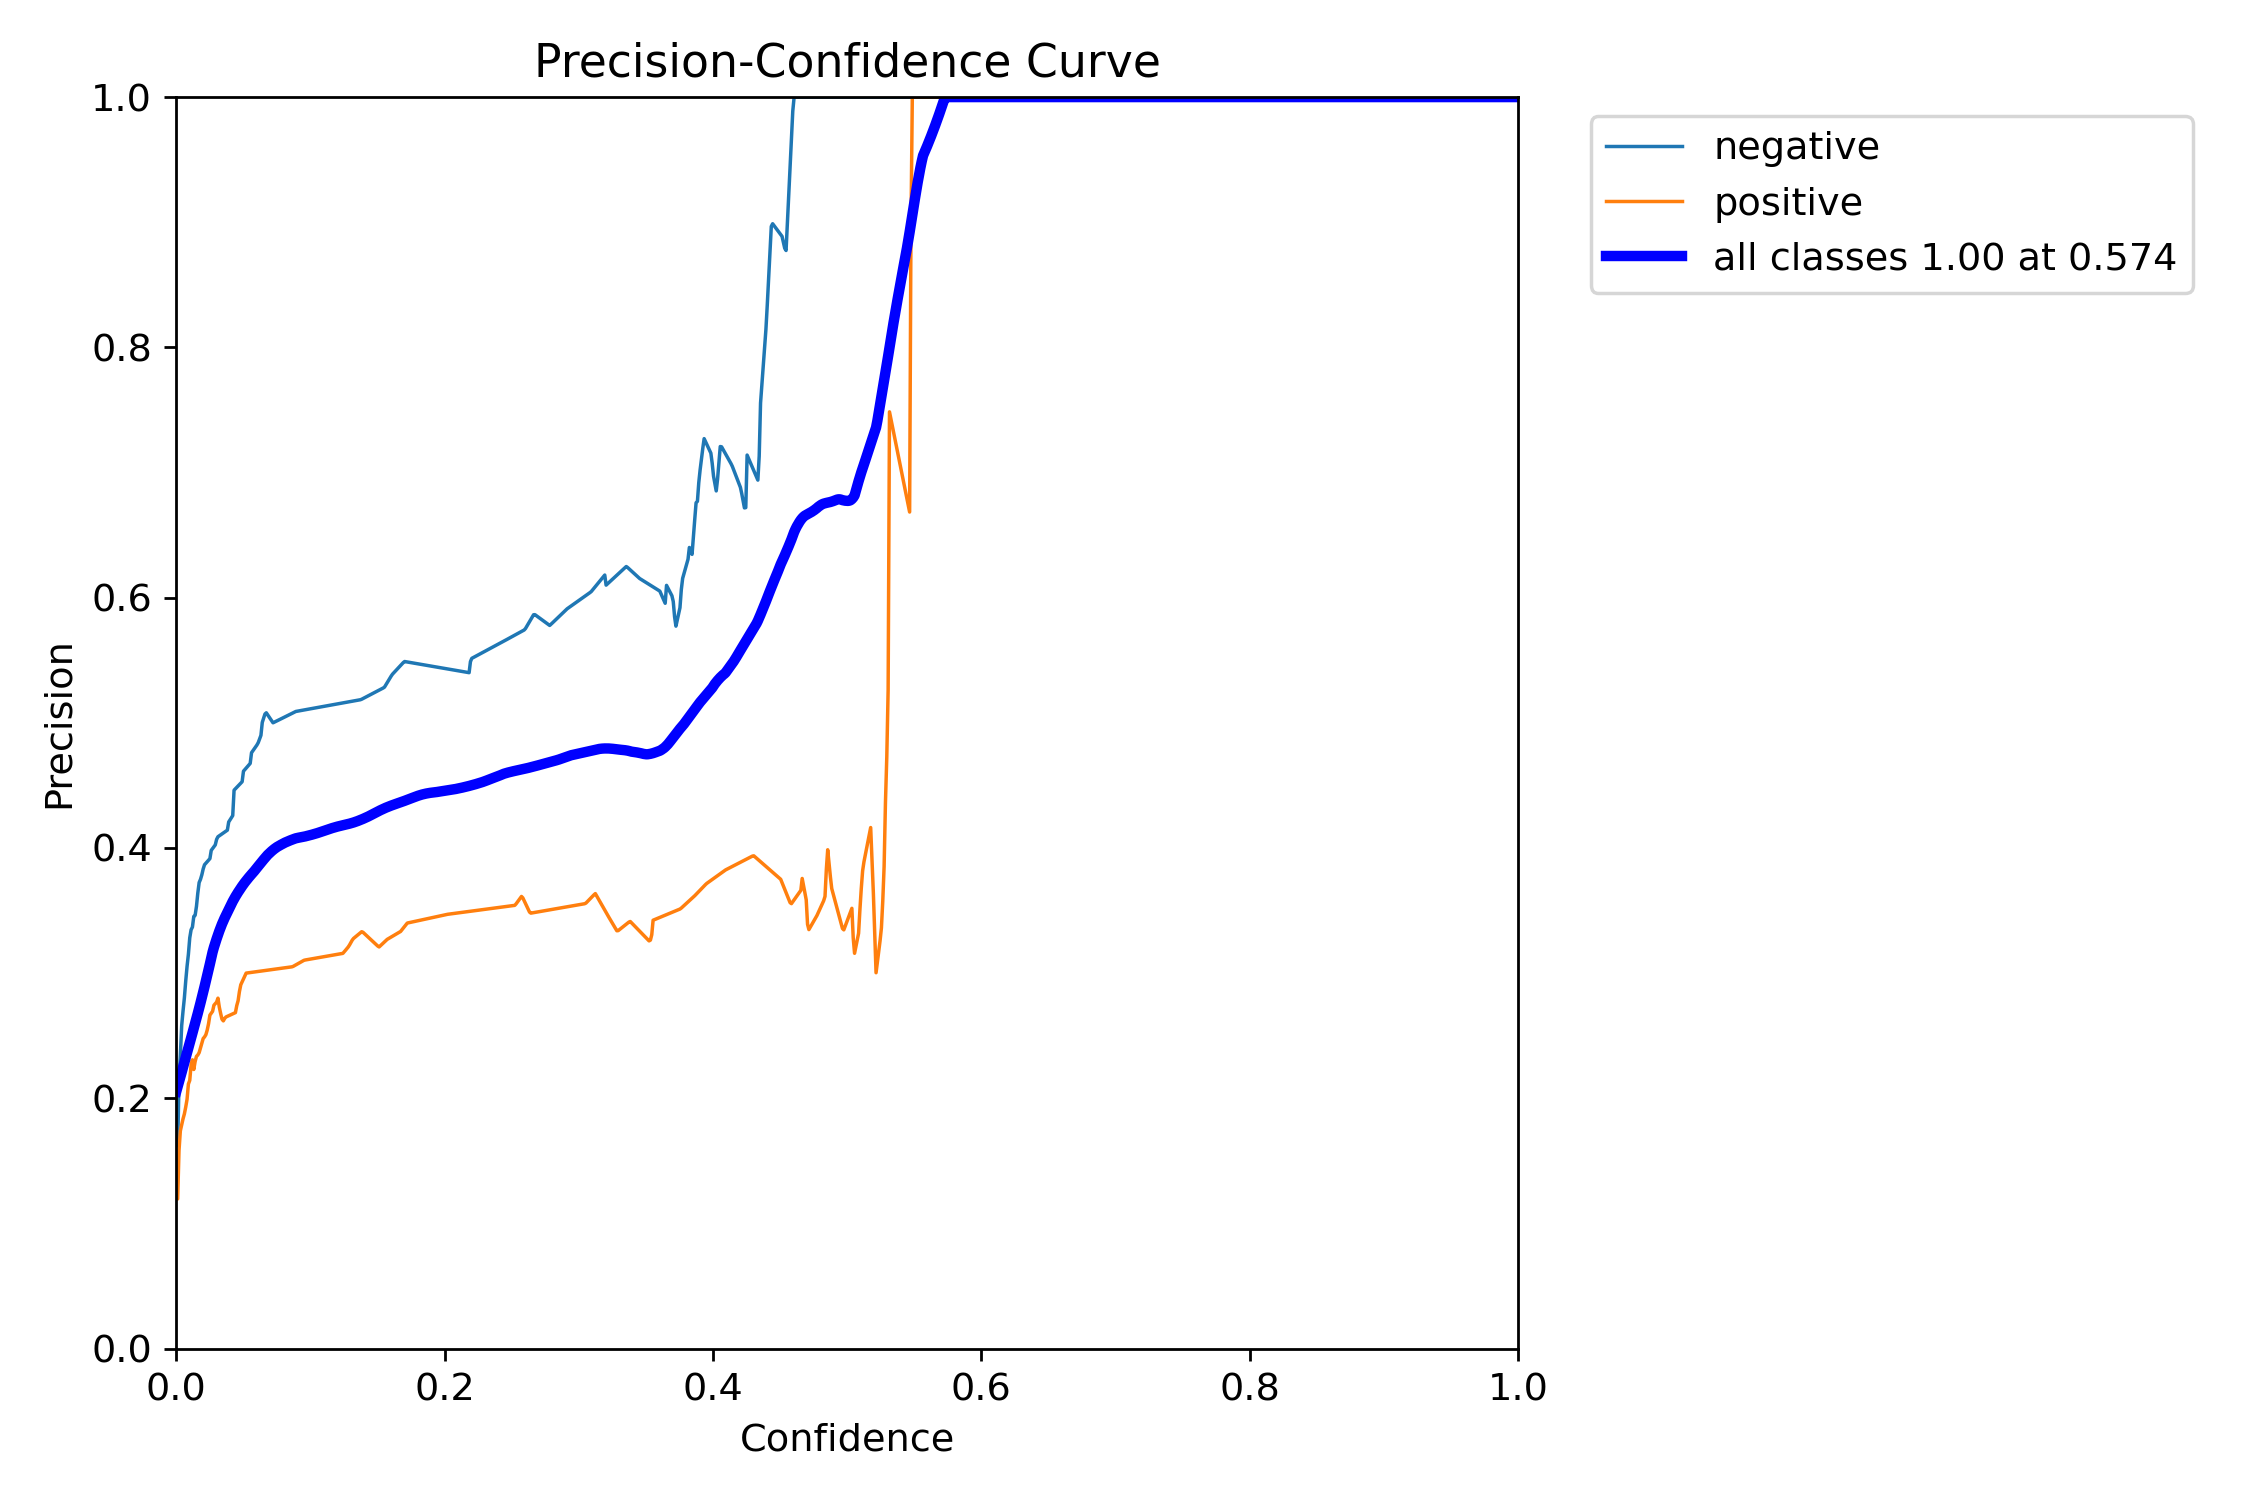 Precision-Confidence Curve
1.0
0.8
0.6
0.4
0.2
0.0
Precision
0.0 0.2 0.4 0.6 0.8 1.0
Confidence
negative
positive
all classes 1.00 at 0.574